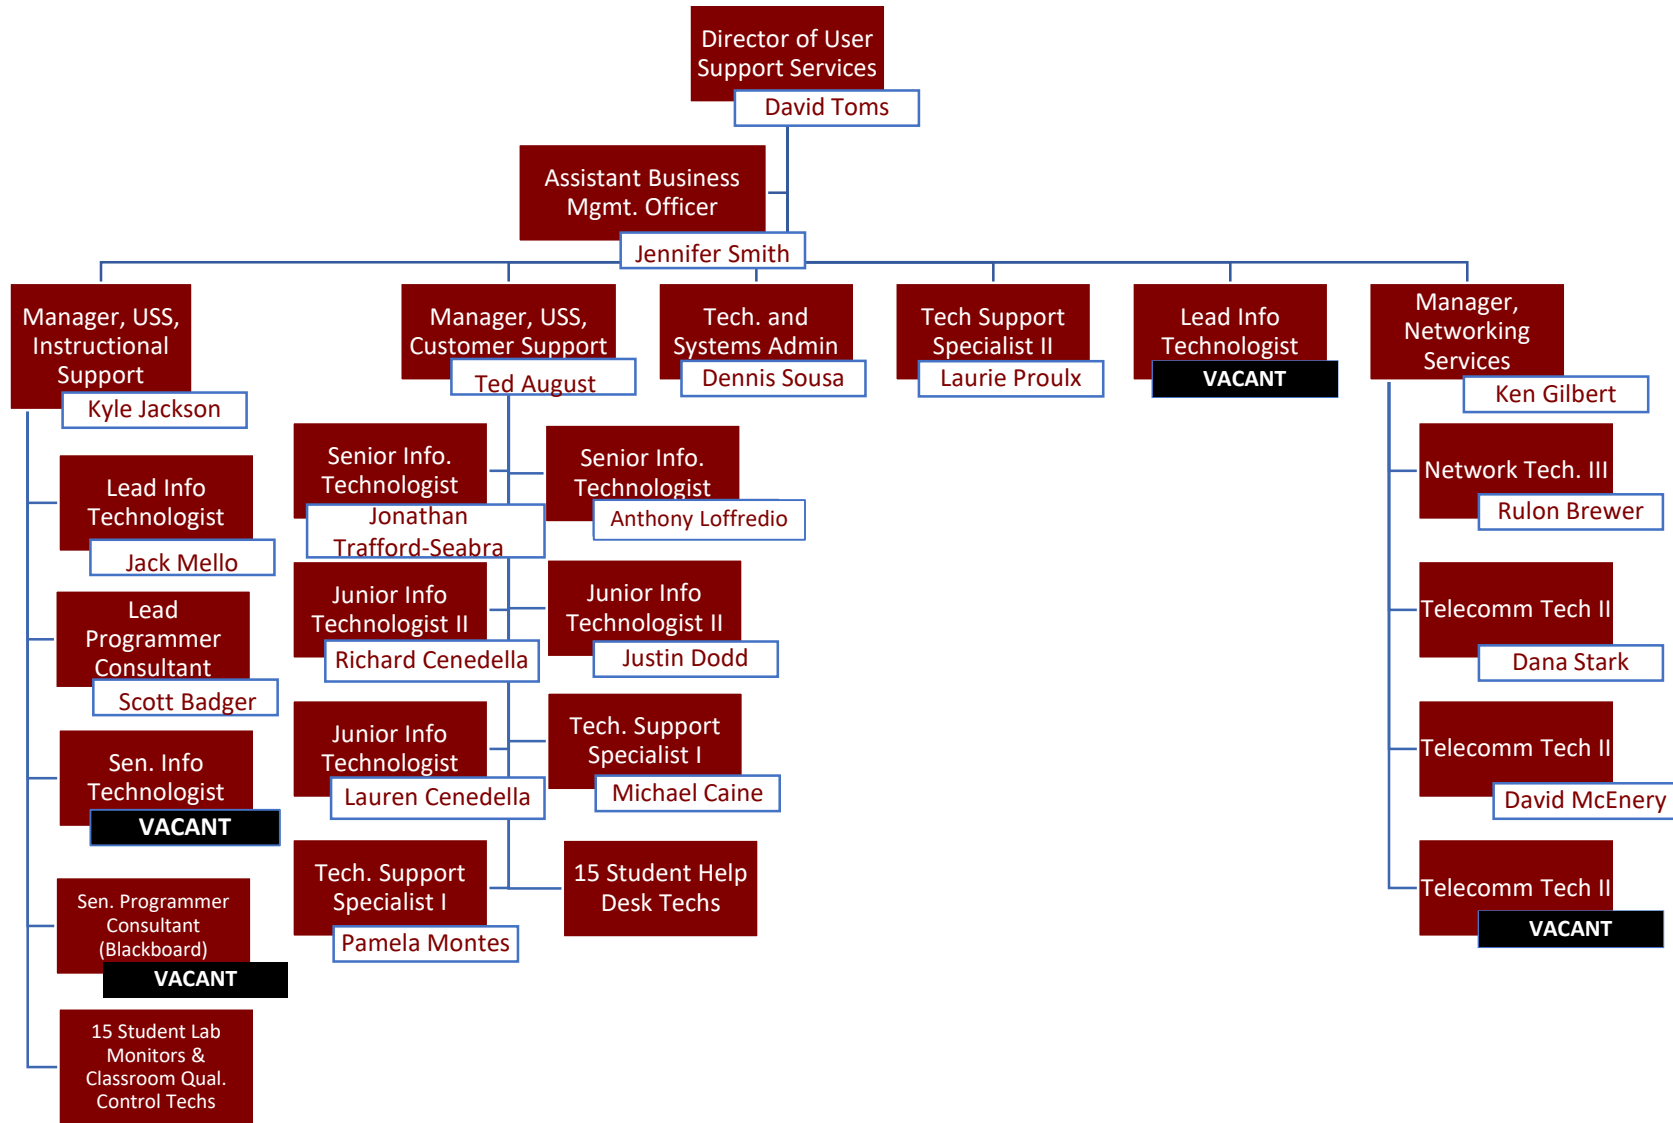 Director of User
Support Services
David Toms
Assistant Business
Mgmt. Officer
Jennifer Smith
Manager, USS,
Instructional
Support
Kyle Jackson
Lead Info
Technologist
Jack Mello
Lead
Programmer
Consultant
Scott Badger
Sen. Info
Technologist
VACANT
Sen. Programmer
Consultant
(Blackboard)
VACANT
15 Student Lab
Monitors &
Classroom Qual.
Control Techs
Manager, USS,
Customer Support
Ted August
Senior Info.
Technologist
Jonathan
Trafford-Seabra
Senior Info.
Technologist
Anthony Loffredio
Junior Info
Technologist II
Richard Cenedella
Junior Info
Technologist II
Justin Dodd
Junior Info
Technologist
Lauren Cenedella
Tech. Support
Specialist I
Michael Caine
Tech. Support
Specialist I
Pamela Montes
15 Student Help
Desk Techs
Tech. and
Systems Admin
Dennis Sousa
Tech Support
Specialist II
Laurie Proulx
Lead Info
Technologist
VACANT
Manager,
Networking
Services
Ken Gilbert
Network Tech. III
Rulon Brewer
Telecomm Tech II
Dana Stark
Telecomm Tech II
David McEnery
Telecomm Tech II
VACANT